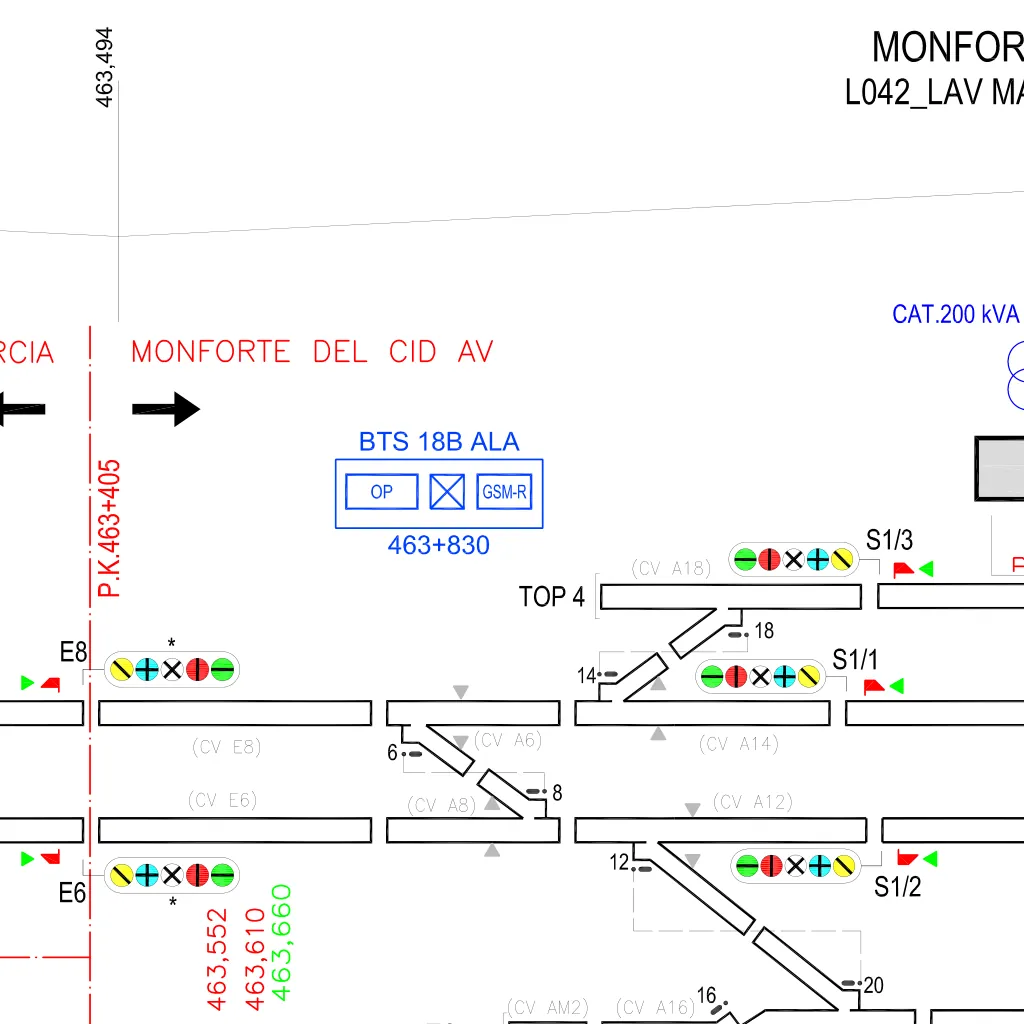 463,494
MONFOR
L042_LAV MA
CAT.200 kVA
RCIA
MONFORTE DEL CID AV
P.K.463+405
BTS 18B ALA
OP
GSM-R
463+830
S1/3
(CV A18)
TOP 4
18
E8
*
14
S1/1
(CV E8)
(CV A6)
(CV A14)
6
8
(CV E6)
(CV A8)
(CV A12)
12
S1/2
E6
*
463,552
463,610
463,660
20
16
(CV AM2)
(CV A16)